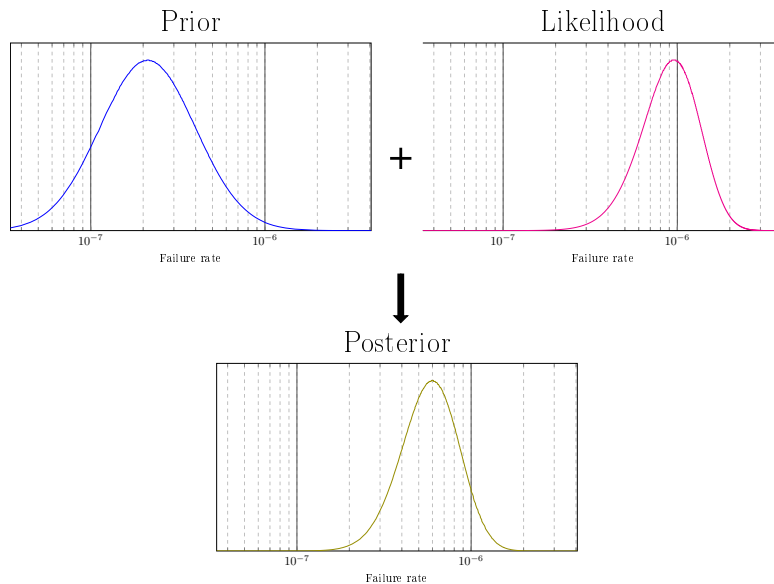 Prior
Likelihood
10⁻⁷ 10⁻⁶
Failure rate
+
10⁻⁷ 10⁻⁶
Failure rate
Posterior
10⁻⁷ 10⁻⁶
Failure rate